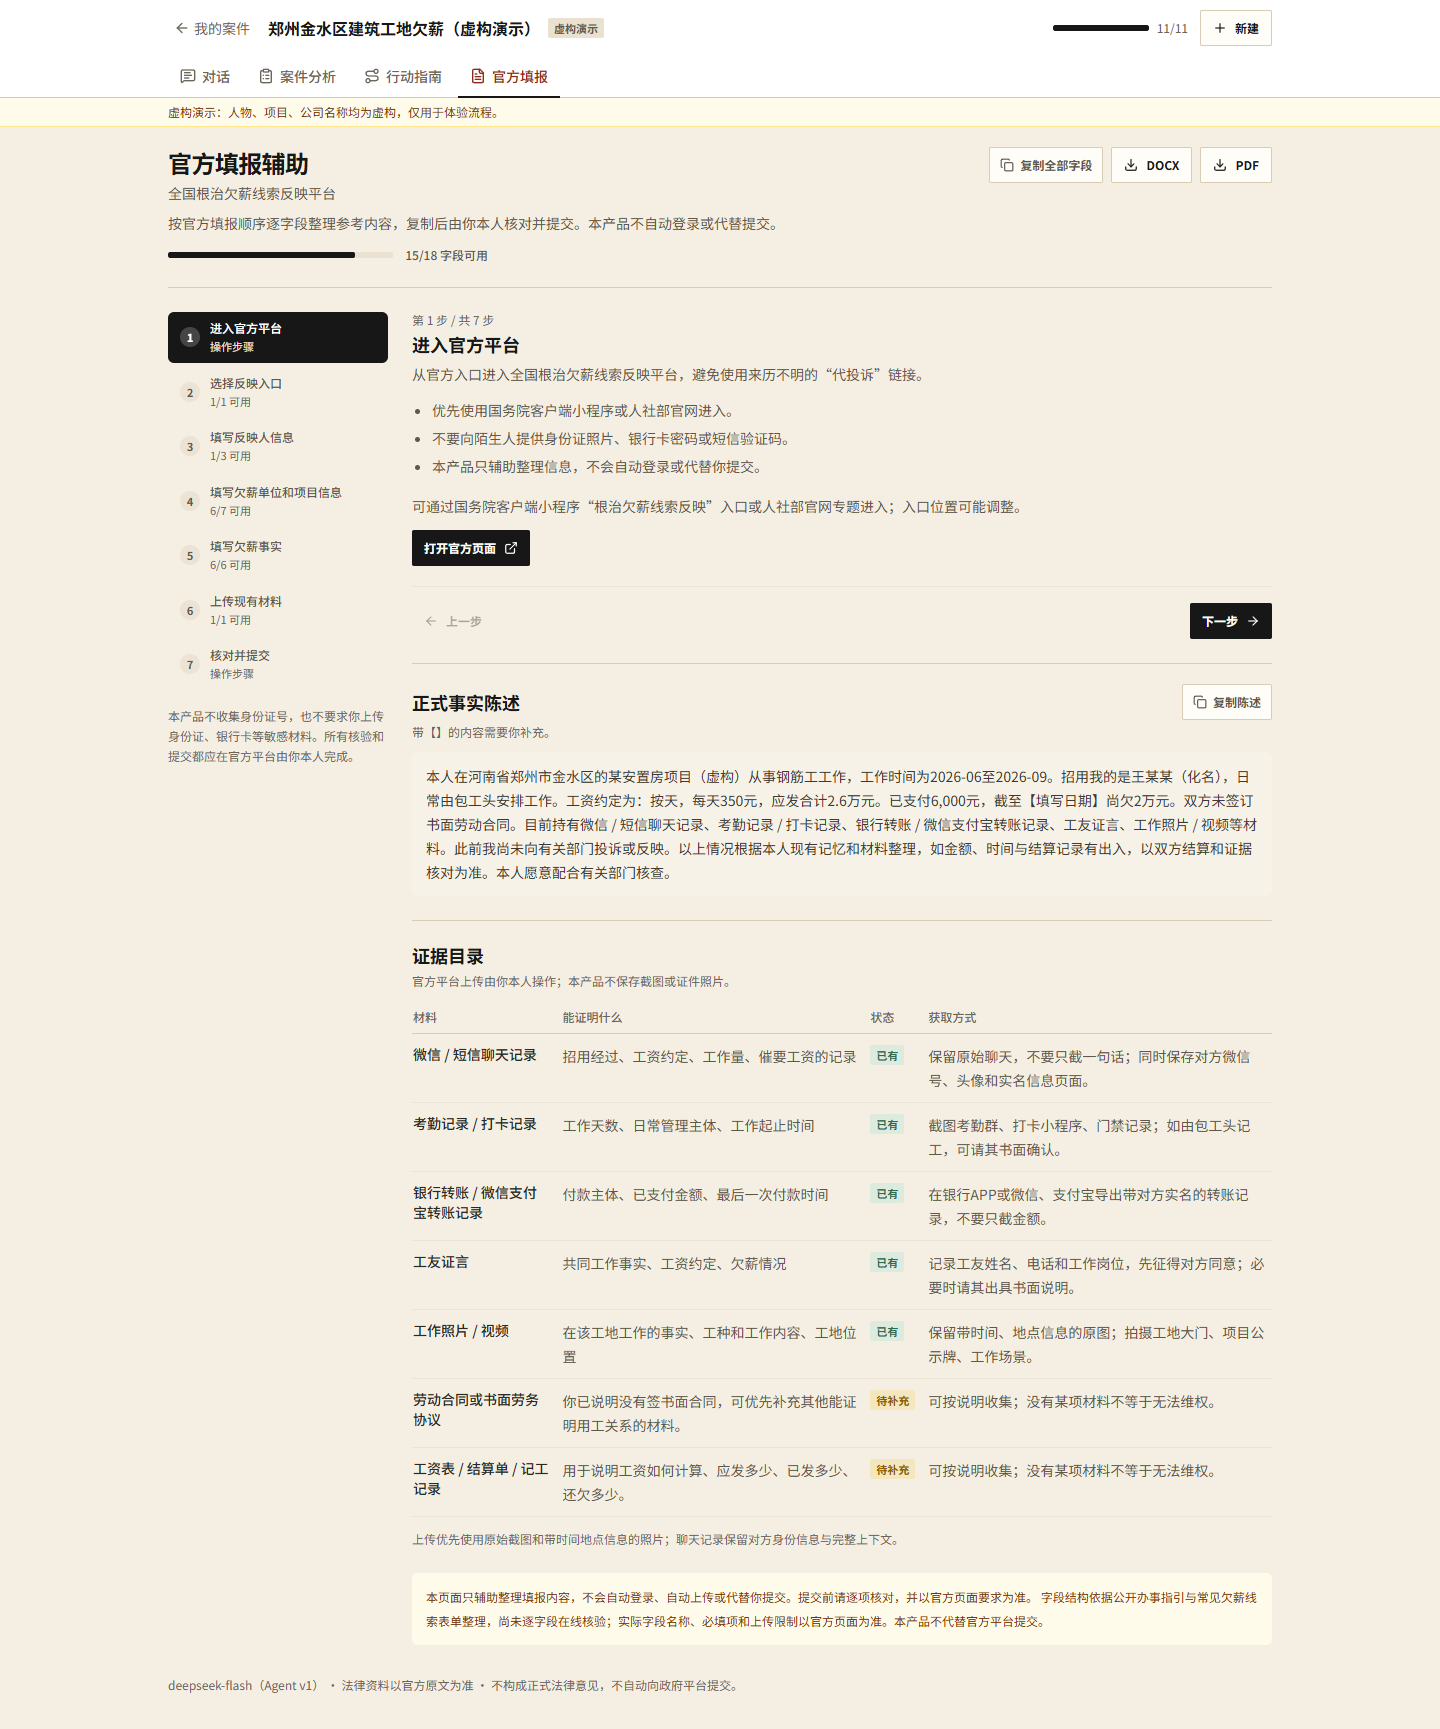 我的案件
郑州金水区建筑工地欠薪（虚构演示）
虚构演示
11/11
新建
对话
案件分析
行动指南
官方填报
虚构演示：人物、项目、公司名称均为虚构，仅用于体验流程。
官方填报辅助
复制全部字段
DOCX
PDF
全国根治欠薪线索反映平台
按官方填报顺序逐字段整理参考内容，复制后由你本人核对并提交。本产品不自动登录或代替提交。
15/18 字段可用
1
进入官方平台
操作步骤
2
选择反映入口
1/1 可用
3
填写反映人信息
1/3 可用
4
填写欠薪单位和项目信息
6/7 可用
5
填写欠薪事实
6/6 可用
6
上传现有材料
1/1 可用
7
核对并提交
操作步骤
本产品不收集身份证号，也不要求你上传
身份证、银行卡等敏感材料。所有核验和
提交都应在官方平台由你本人完成。
第 1 步 / 共 7 步
进入官方平台
从官方入口进入全国根治欠薪线索反映平台，避免使用来历不明的“代投诉”链接。
优先使用国务院客户端小程序或人社部官网进入。
不要向陌生人提供身份证照片、银行卡密码或短信验证码。
本产品只辅助整理信息，不会自动登录或代替你提交。
可通过国务院客户端小程序“根治欠薪线索反映”入口或人社部官网专题进入；入口位置可能调整。
打开官方页面
上一步
下一步
正式事实陈述
复制陈述
带【】的内容需要你补充。
本人在河南省郑州市金水区的某安置房项目（虚构）从事钢筋工工作，工作时间为2026-06至2026-09。招用我的是王某某（化名），日
常由包工头安排工作。工资约定为：按天，每天350元，应发合计2.6万元。已支付6,000元，截至【填写日期】尚欠2万元。双方未签订
书面劳动合同。目前持有微信 / 短信聊天记录、考勤记录 / 打卡记录、银行转账 / 微信支付宝转账记录、工友证言、工作照片 / 视频等材
料。此前我尚未向有关部门投诉或反映。以上情况根据本人现有记忆和材料整理，如金额、时间与结算记录有出入，以双方结算和证据
核对为准。本人愿意配合有关部门核查。
证据目录
官方平台上传由你本人操作；本产品不保存截图或证件照片。
材料
能证明什么
状态
获取方式
微信 / 短信聊天记录
招用经过、工资约定、工作量、催要工资的记录
已有
保留原始聊天，不要只截一句话；同时保存对方微信
号、头像和实名信息页面。
考勤记录 / 打卡记录
工作天数、日常管理主体、工作起止时间
已有
截图考勤群、打卡小程序、门禁记录；如由包工头记
工，可请其书面确认。
银行转账 / 微信支付
宝转账记录
付款主体、已支付金额、最后一次付款时间
已有
在银行APP或微信、支付宝导出带对方实名的转账记
录，不要只截金额。
工友证言
共同工作事实、工资约定、欠薪情况
已有
记录工友姓名、电话和工作岗位，先征得对方同意；必
要时请其出具书面说明。
工作照片 / 视频
在该工地工作的事实、工种和工作内容、工地位
置
已有
保留带时间、地点信息的原图；拍摄工地大门、项目公
示牌、工作场景。
劳动合同或书面劳务
协议
你已说明没有签书面合同，可优先补充其他能证
明用工关系的材料。
待补充
可按说明收集；没有某项材料不等于无法维权。
工资表 / 结算单 / 记工
记录
用于说明工资如何计算、应发多少、已发多少、
还欠多少。
待补充
可按说明收集；没有某项材料不等于无法维权。
上传优先使用原始截图和带时间地点信息的照片；聊天记录保留对方身份信息与完整上下文。
本页面只辅助整理填报内容，不会自动登录、自动上传或代替你提交。提交前请逐项核对，并以官方页面要求为准。 字段结构依据公开办事指引与常见欠薪线
索表单整理，尚未逐字段在线核验；实际字段名称、必填项和上传限制以官方页面为准。本产品不代替官方平台提交。
deepseek-flash（Agent v1） · 法律资料以官方原文为准 · 不构成正式法律意见，不自动向政府平台提交。